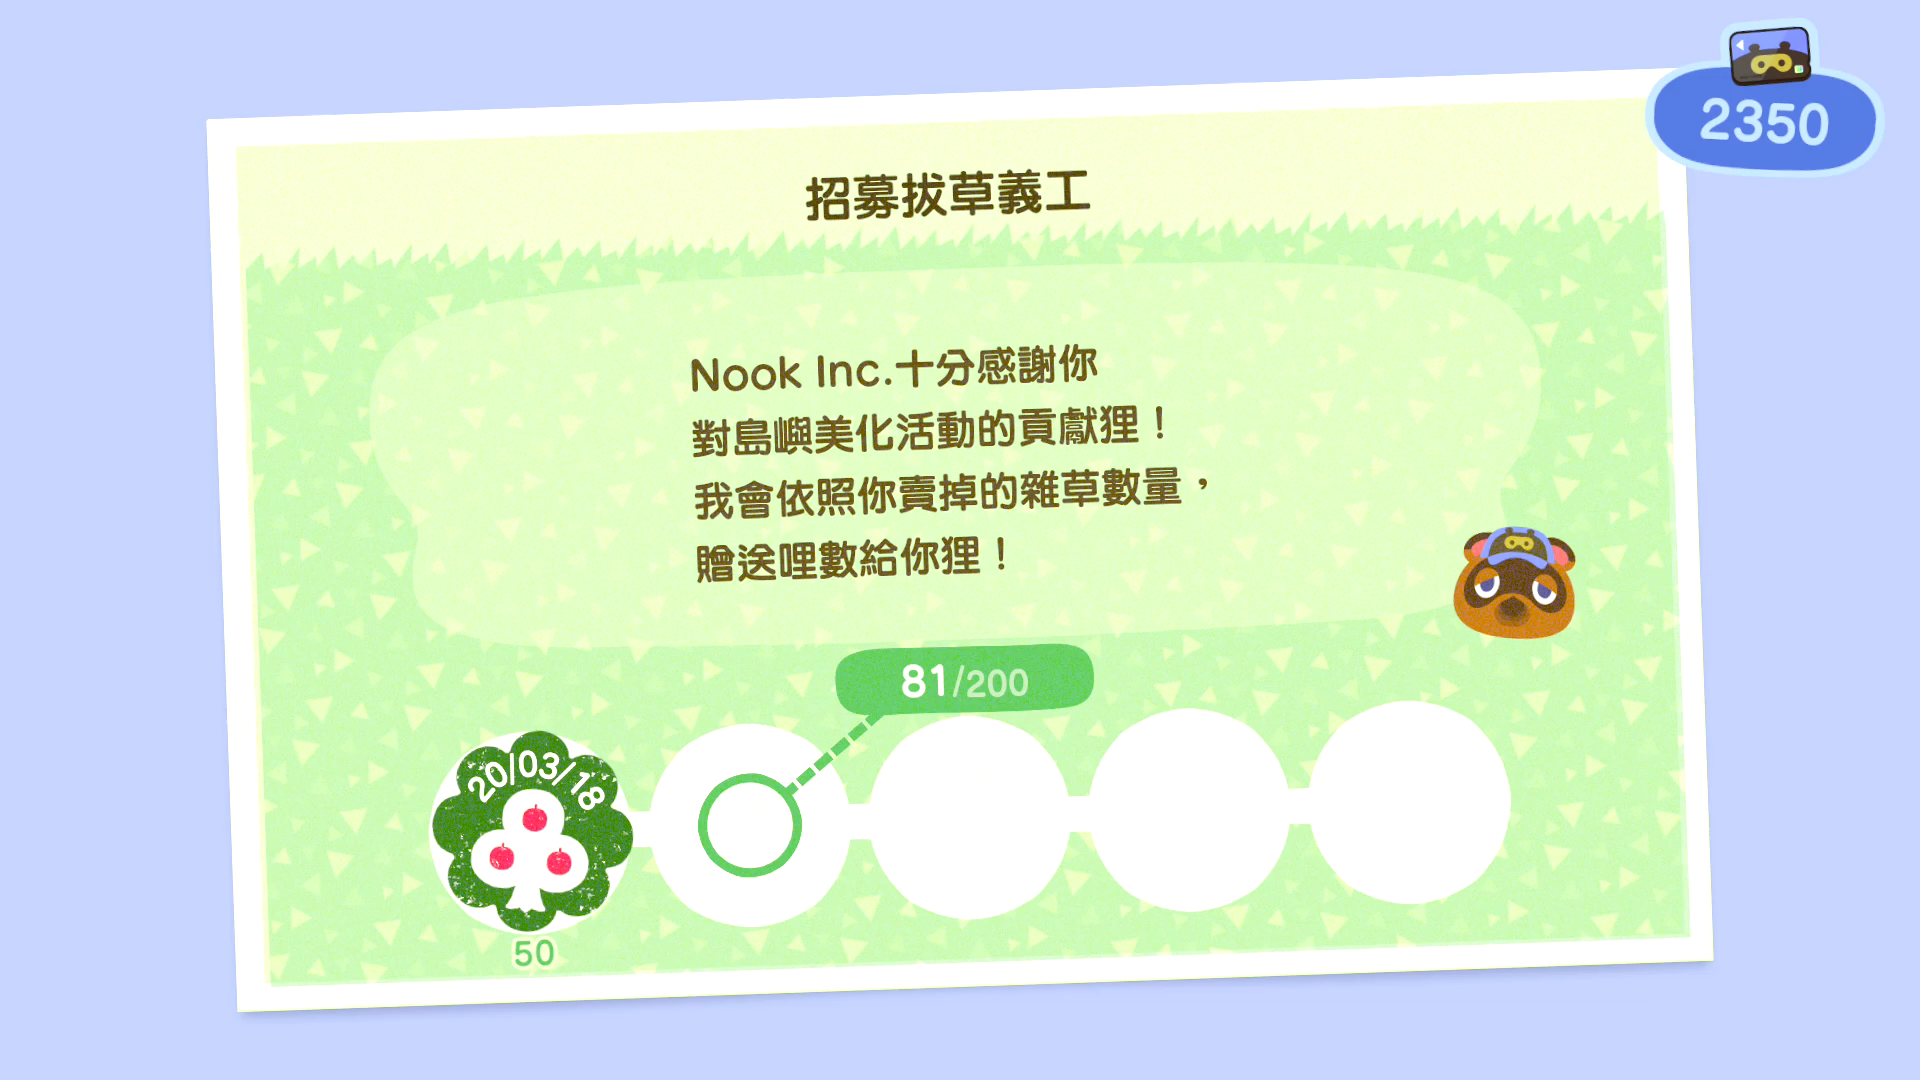 2350
招募拔草義工
Nook Inc.十分感謝你
對島嶼美化活動的貢獻狸！
我會依照你賣掉的雜草數量，
贈送哩數給你狸！
81/200
20/03/18
50